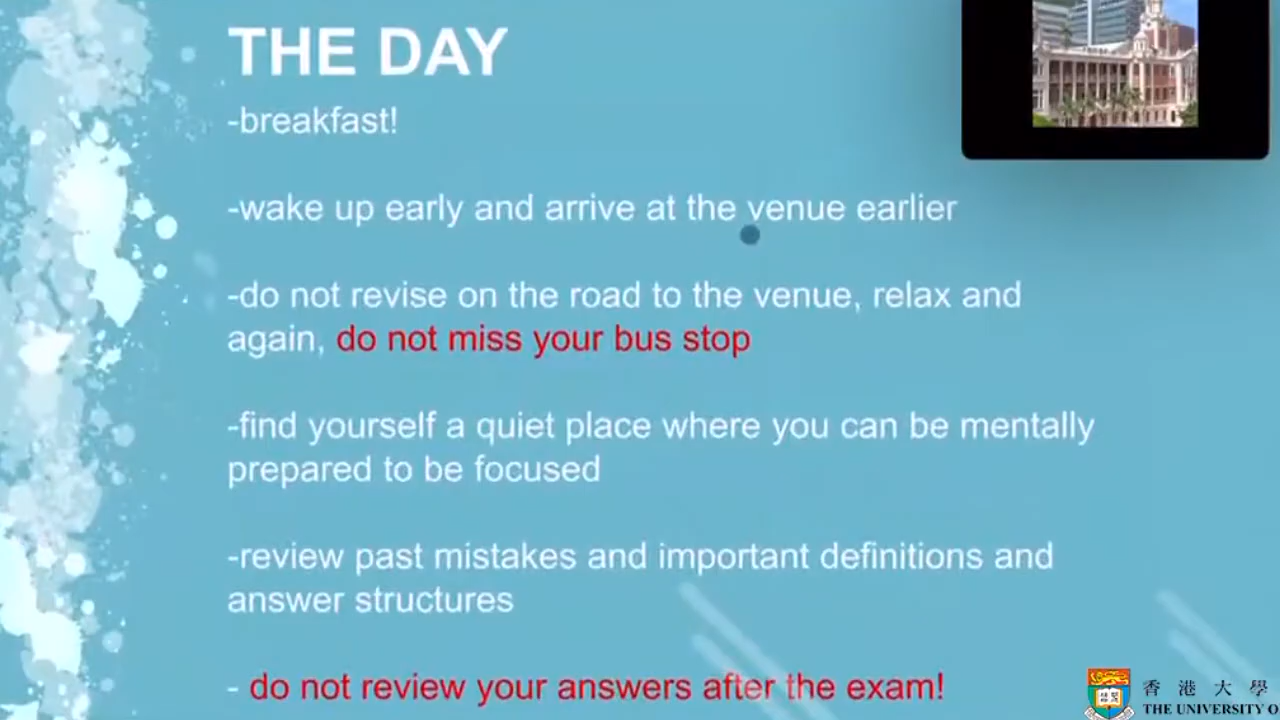 THE DAY
-breakfast!
-wake up early and arrive at the venue earlier
-do not revise on the road to the venue, relax and
again, do not miss your bus stop
-find yourself a quiet place where you can be mentally
prepared to be focused
-review past mistakes and important definitions and
answer structures
- do not review your answers after the exam!
香港大學
THE UNIVERSITY O